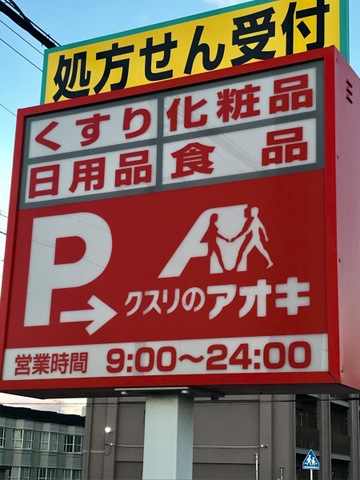 処方せん受付
くすり 化粧品
日用品 食品
P→
クスリのアオキ
営業時間 9:00〜24:00